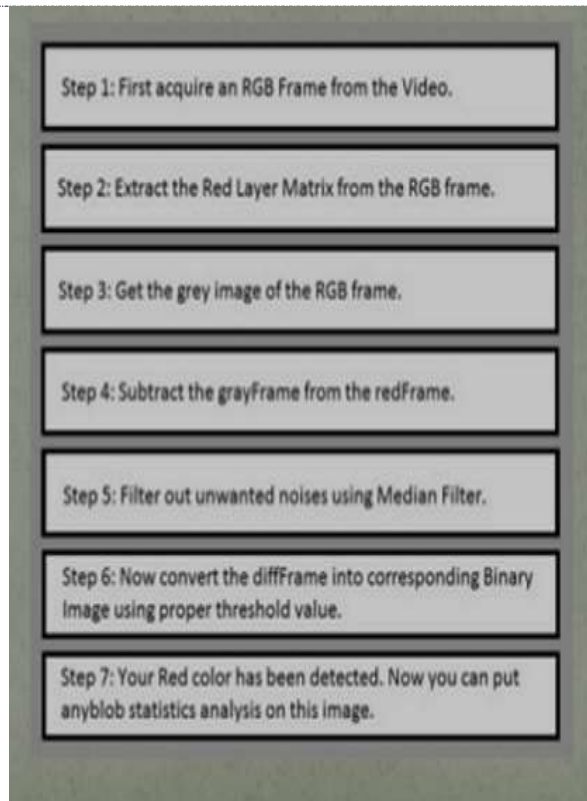 Step 1: First acquire an RGB Frame from the Video.
Step 2: Extract the Red Layer Matrix from the RGB frame.
Step 3: Get the grey image of the RGB frame.
Step 4: Subtract the grayFrame from the redFrame.
Step 5: Filter out unwanted noises using Median Filter.
Step 6: Now convert the diffFrame into corresponding Binary
Image using proper threshold value.
Step 7: Your Red color has been detected. Now you can put
anyblob statistics analysis on this image.